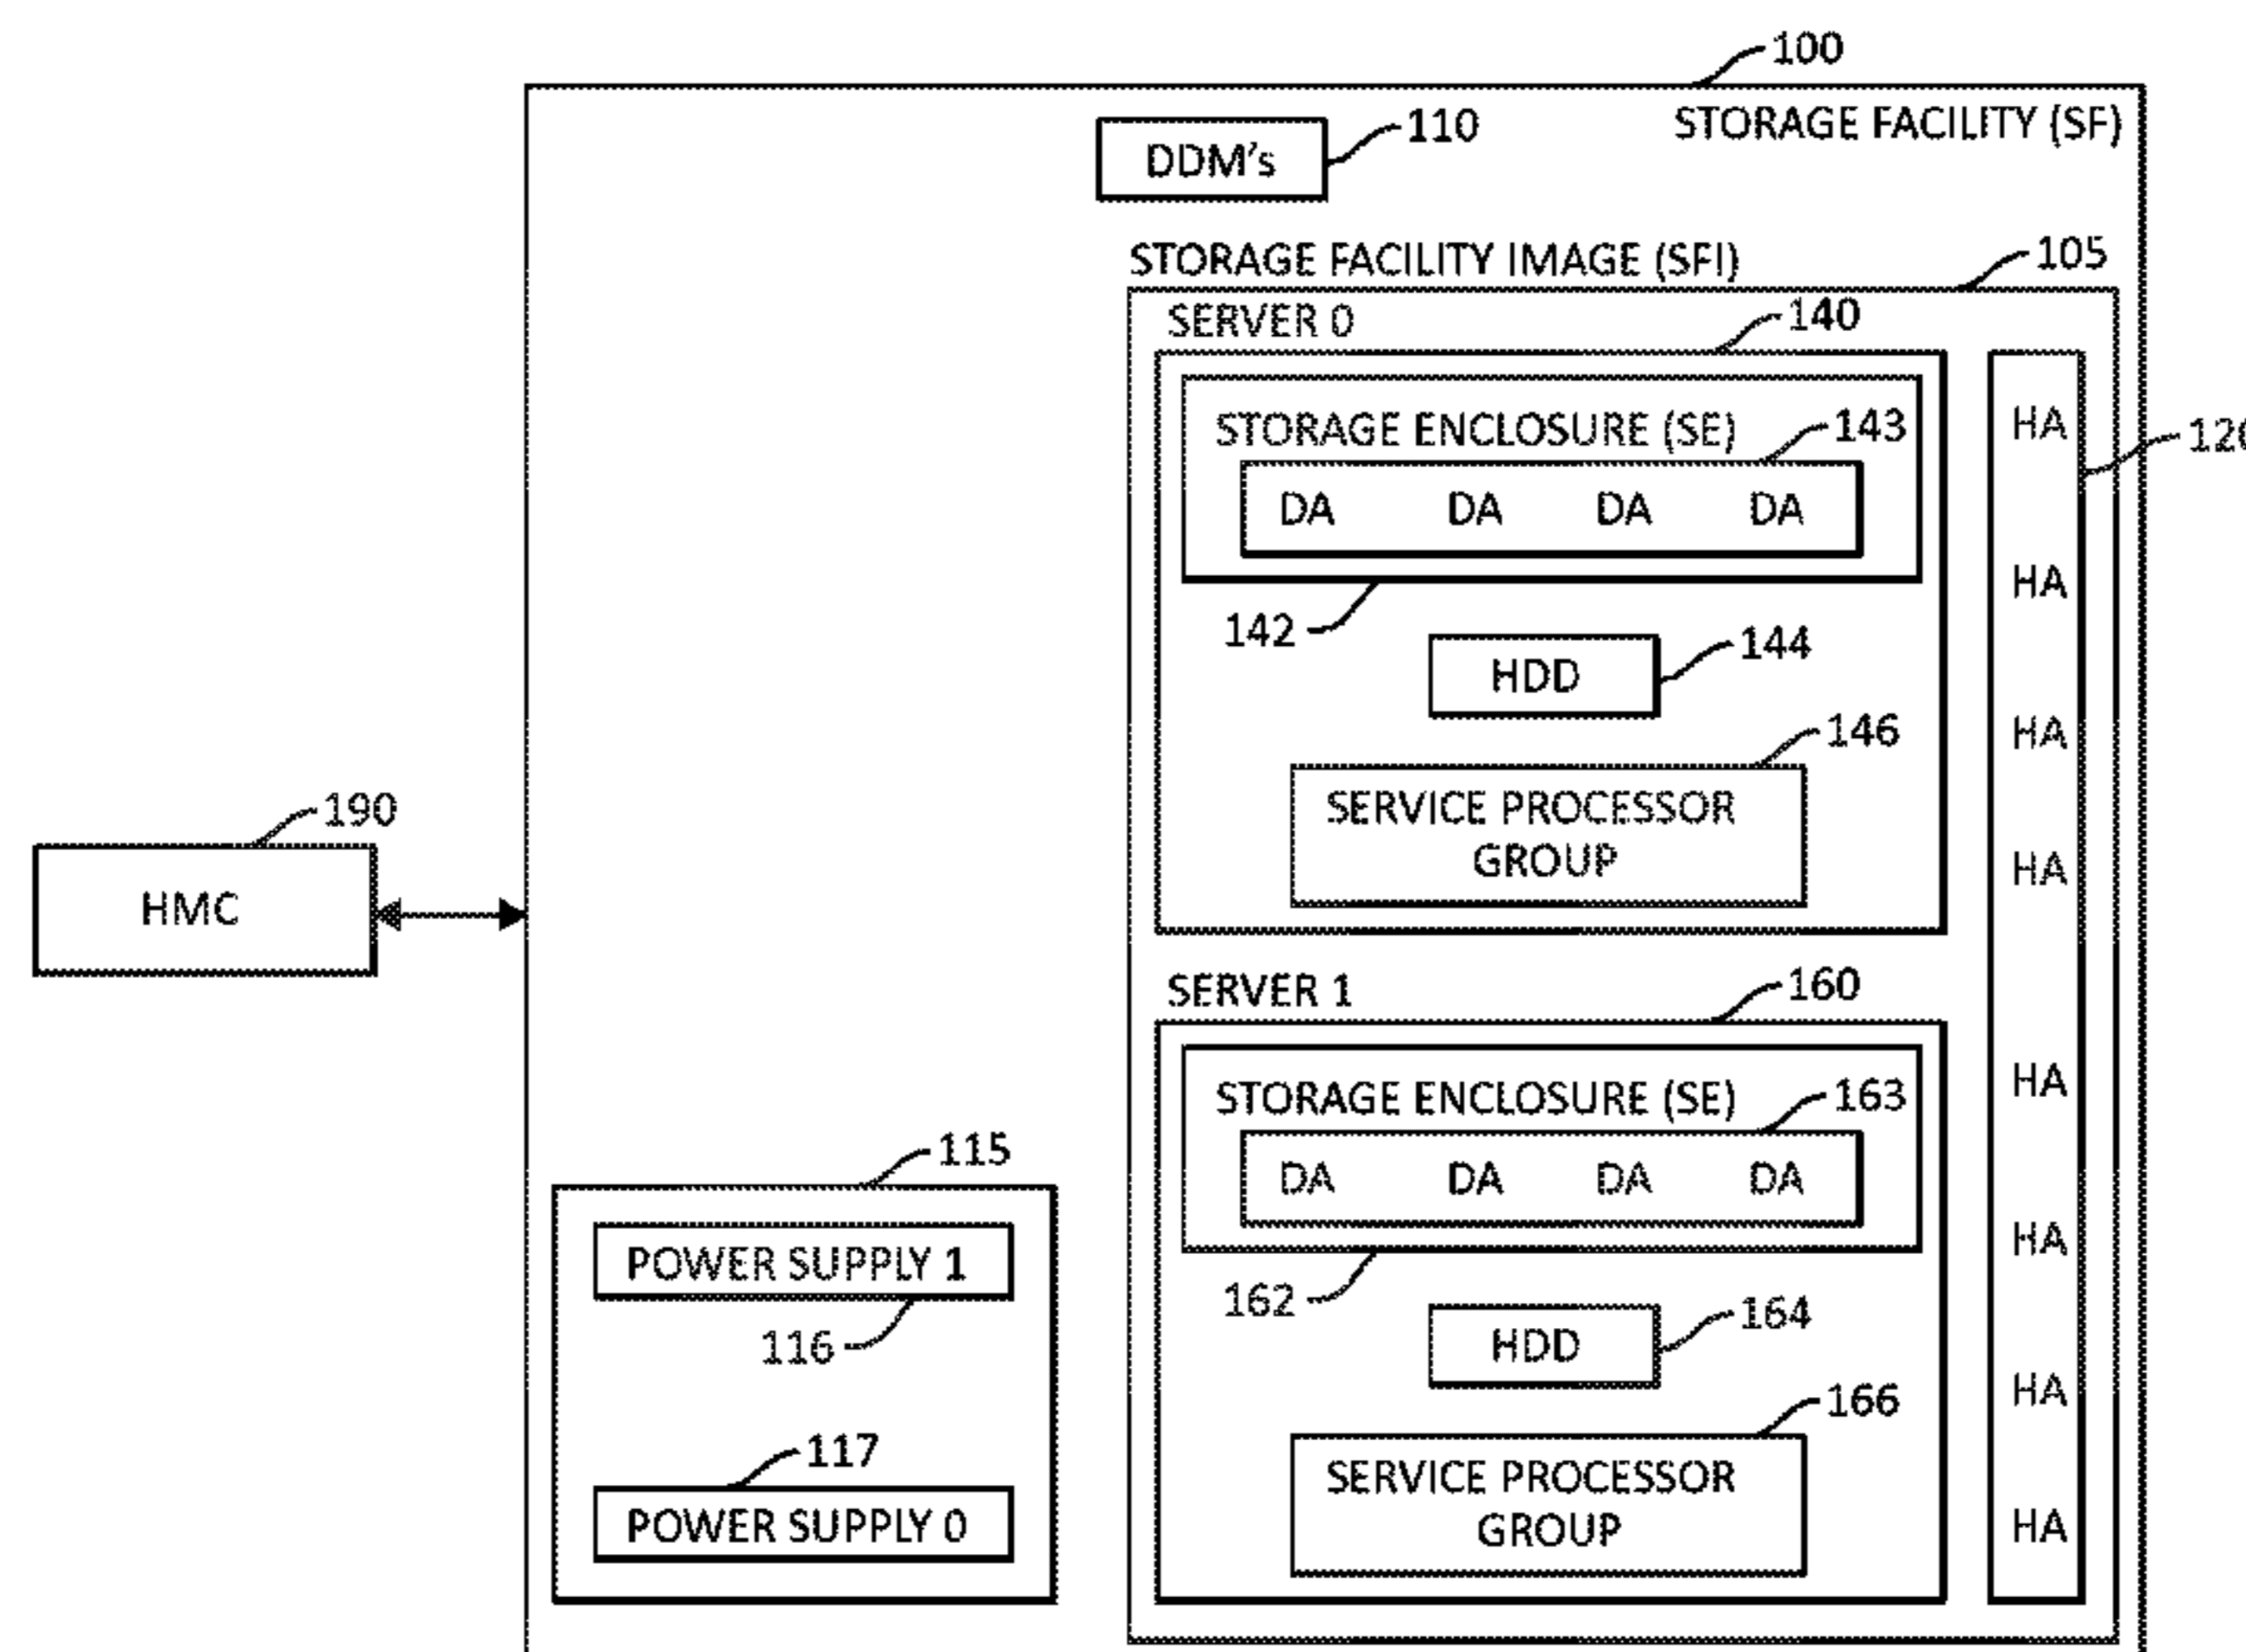 100
STORAGE FACILITY (SF)
DDM's
110
STORAGE FACILITY IMAGE (SFI)
105
SERVER 0
140
STORAGE ENCLOSURE (SE)
143
DA DA DA DA
142
HDD
144
146
SERVICE PROCESSOR
GROUP
HA
HA
HA
HA
HA
HA
HA
HA
190
HMC
SERVER 1
160
STORAGE ENCLOSURE (SE)
163
DA DA DA DA
162
HDD
164
166
SERVICE PROCESSOR
GROUP
115
POWER SUPPLY 1
116
117
POWER SUPPLY 0